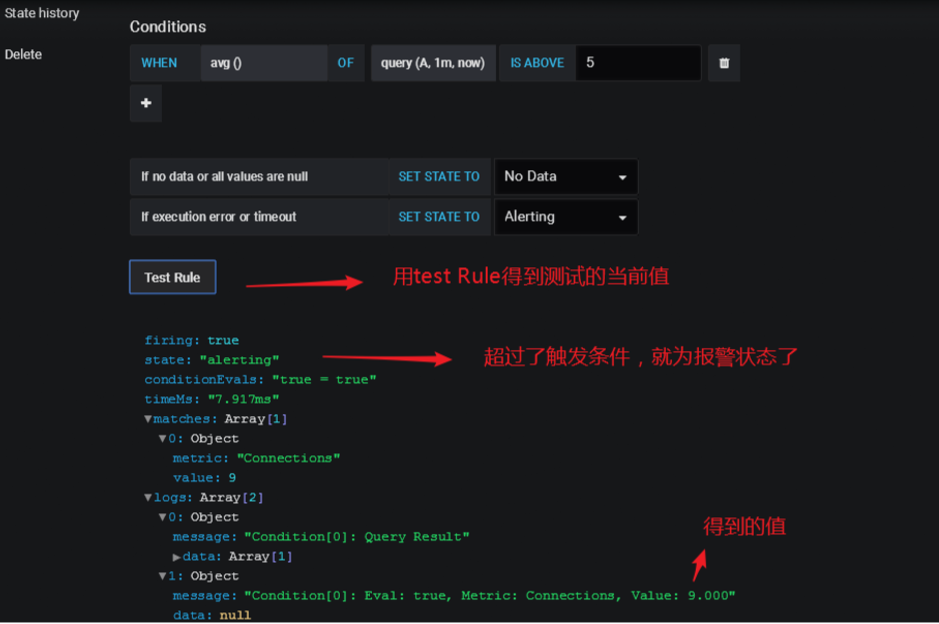 State history
Conditions
Delete
WHEN avg () OF query (A, 1m, now) IS ABOVE 5
+
If no data or all values are null SET STATE TO No Data
If execution error or timeout SET STATE TO Alerting
Test Rule 用test Rule得到测试的当前值
firing: true
state: "alerting" 超过了触发条件，就为报警状态了
conditionEvals: "true = true"
timeMs: "7.917ms"
▼matches: Array[1]
▼0: Object
metric: "Connections"
value: 9
▼logs: Array[2]
▼0: Object
得到的值
message: "Condition[0]: Query Result"
▶data: Array[1]
▼1: Object
message: "Condition[0]: Eval: true, Metric: Connections, Value: 9.000"
data: null